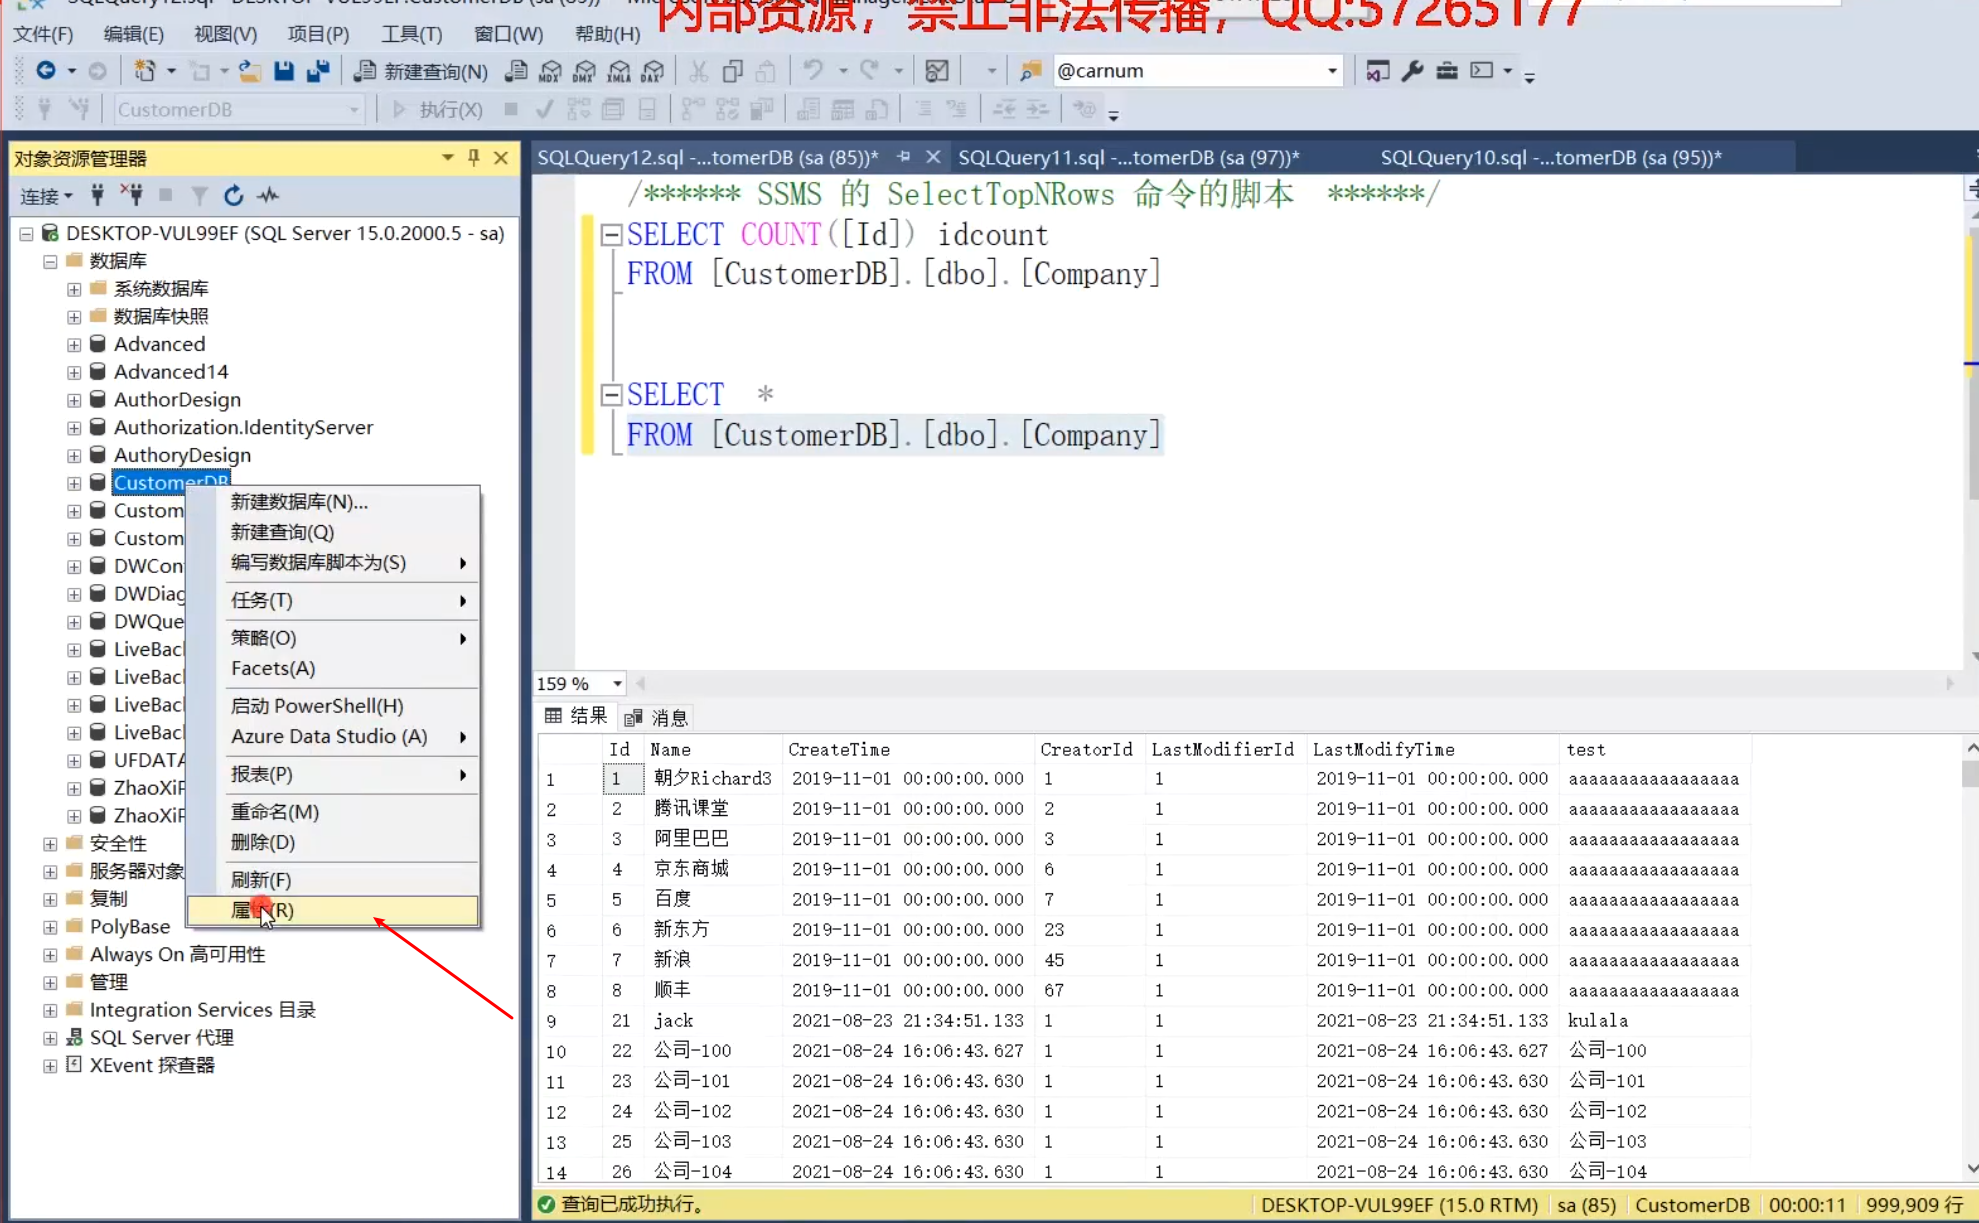 内部资源，禁止非法传播，QQ:57265177
文件(F) 编辑(E) 视图(V) 项目(P) 工具(T) 窗口(W) 帮助(H)
新建查询(N) MDX DMX XMLA DAX @carnum
CustomerDB 执行(X)
对象资源管理器
连接
DESKTOP-VUL99EF (SQL Server 15.0.2000.5 - sa)
数据库
系统数据库
数据库快照
Advanced
Advanced14
AuthorDesign
Authorization.IdentityServer
AuthoryDesign
CustomerDB
Custom
Custom
DWCon
DWDiag
DWQue
LiveBac
LiveBac
LiveBac
LiveBac
UFDATA
ZhaoXiF
ZhaoXiF
安全性
服务器对象
复制
PolyBase
Always On 高可用性
管理
Integration Services 目录
SQL Server 代理
XEvent 探查器
新建数据库(N)...
新建查询(Q)
编写数据库脚本为(S)
任务(T)
策略(O)
Facets(A)
启动 PowerShell(H)
Azure Data Studio (A)
报表(P)
重命名(M)
删除(D)
刷新(F)
属性(R)
SQLQuery12.sql -...tomerDB (sa (85))* SQLQuery11.sql -...tomerDB (sa (97))* SQLQuery10.sql -...tomerDB (sa (95))*
/****** SSMS 的 SelectTopNRows 命令的脚本 ******/
SELECT COUNT([Id]) idcount
FROM [CustomerDB].[dbo].[Company]
SELECT *
FROM [CustomerDB].[dbo].[Company]
159 %
结果 消息
Id Name CreateTime CreatorId LastModifierId LastModifyTime test
1 1 朝夕Richard3 2019-11-01 00:00:00.000 1 1 2019-11-01 00:00:00.000 aaaaaaaaaaaaaaaaa
2 2 腾讯课堂 2019-11-01 00:00:00.000 2 1 2019-11-01 00:00:00.000 aaaaaaaaaaaaaaaaa
3 3 阿里巴巴 2019-11-01 00:00:00.000 3 1 2019-11-01 00:00:00.000 aaaaaaaaaaaaaaaaa
4 4 京东商城 2019-11-01 00:00:00.000 6 1 2019-11-01 00:00:00.000 aaaaaaaaaaaaaaaaa
5 5 百度 2019-11-01 00:00:00.000 7 1 2019-11-01 00:00:00.000 aaaaaaaaaaaaaaaaa
6 6 新东方 2019-11-01 00:00:00.000 23 1 2019-11-01 00:00:00.000 aaaaaaaaaaaaaaaaa
7 7 新浪 2019-11-01 00:00:00.000 45 1 2019-11-01 00:00:00.000 aaaaaaaaaaaaaaaaa
8 8 顺丰 2019-11-01 00:00:00.000 67 1 2019-11-01 00:00:00.000 aaaaaaaaaaaaaaaaa
9 21 jack 2021-08-23 21:34:51.133 1 1 2021-08-23 21:34:51.133 kulala
10 22 公司-100 2021-08-24 16:06:43.627 1 1 2021-08-24 16:06:43.627 公司-100
11 23 公司-101 2021-08-24 16:06:43.630 1 1 2021-08-24 16:06:43.630 公司-101
12 24 公司-102 2021-08-24 16:06:43.630 1 1 2021-08-24 16:06:43.630 公司-102
13 25 公司-103 2021-08-24 16:06:43.630 1 1 2021-08-24 16:06:43.630 公司-103
14 26 公司-104 2021-08-24 16:06:43.630 1 1 2021-08-24 16:06:43.630 公司-104
查询已成功执行。 DESKTOP-VUL99EF (15.0 RTM) sa (85) CustomerDB 00:00:11 999,909 行